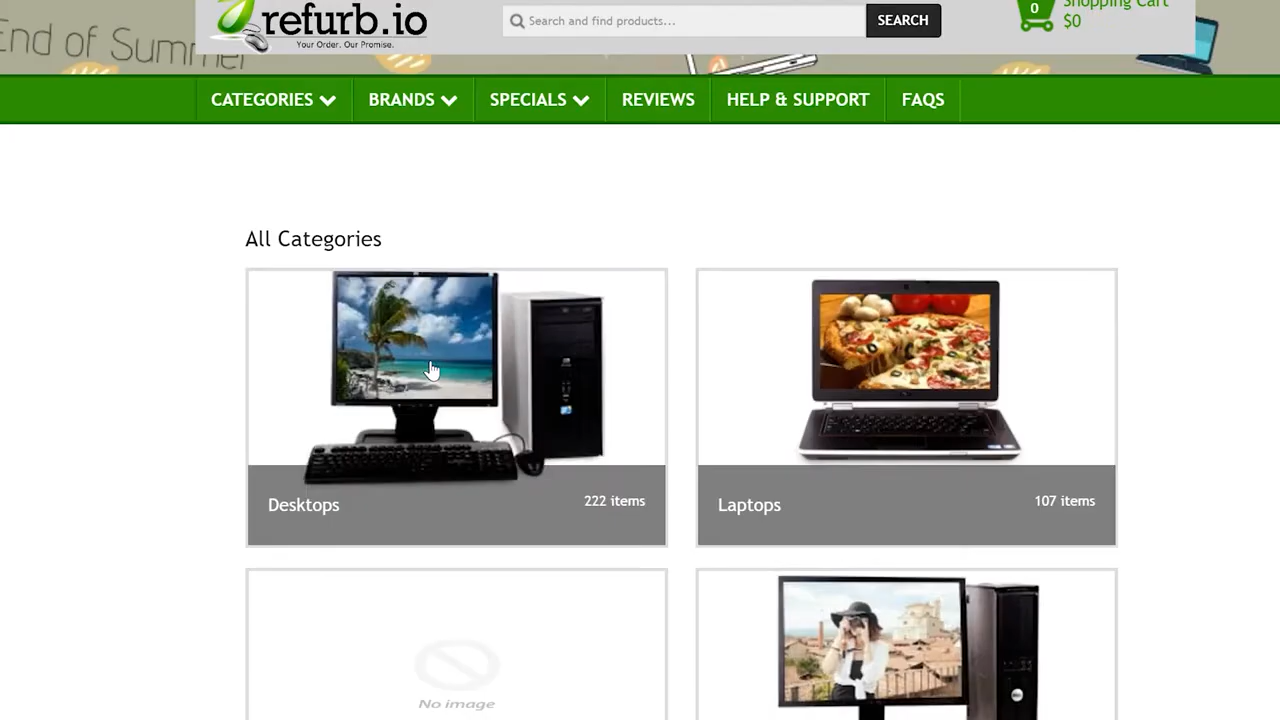 End of Summer
refurb.io
Your Order. Our Promise.
Search and find products...
SEARCH
0
Shopping Cart
$0
CATEGORIES
BRANDS
SPECIALS
REVIEWS
HELP & SUPPORT
FAQS
All Categories
Desktops
222 items
Laptops
107 items
No image